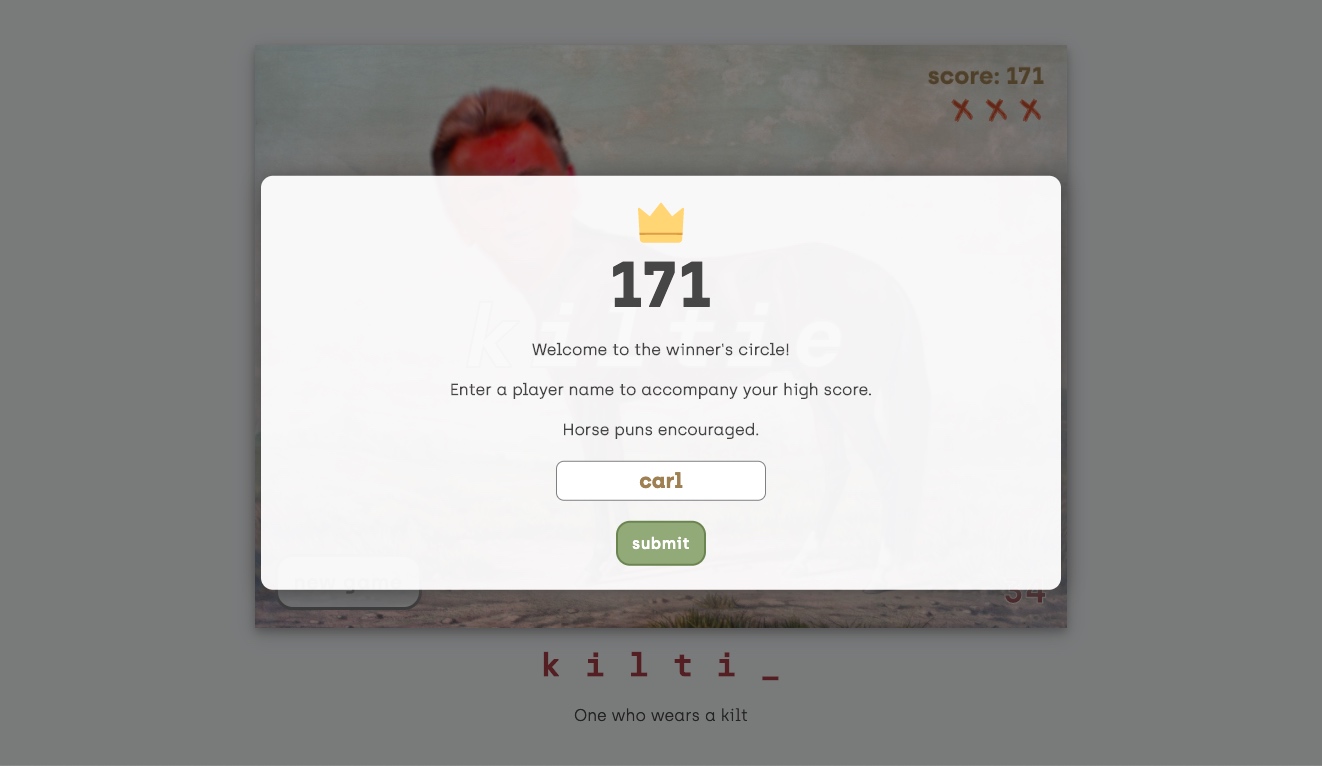 score: 171
171
kiltie
Welcome to the winner's circle!
Enter a player name to accompany your high score.
Horse puns encouraged.
carl
submit
new game
54
k i l t i _
One who wears a kilt